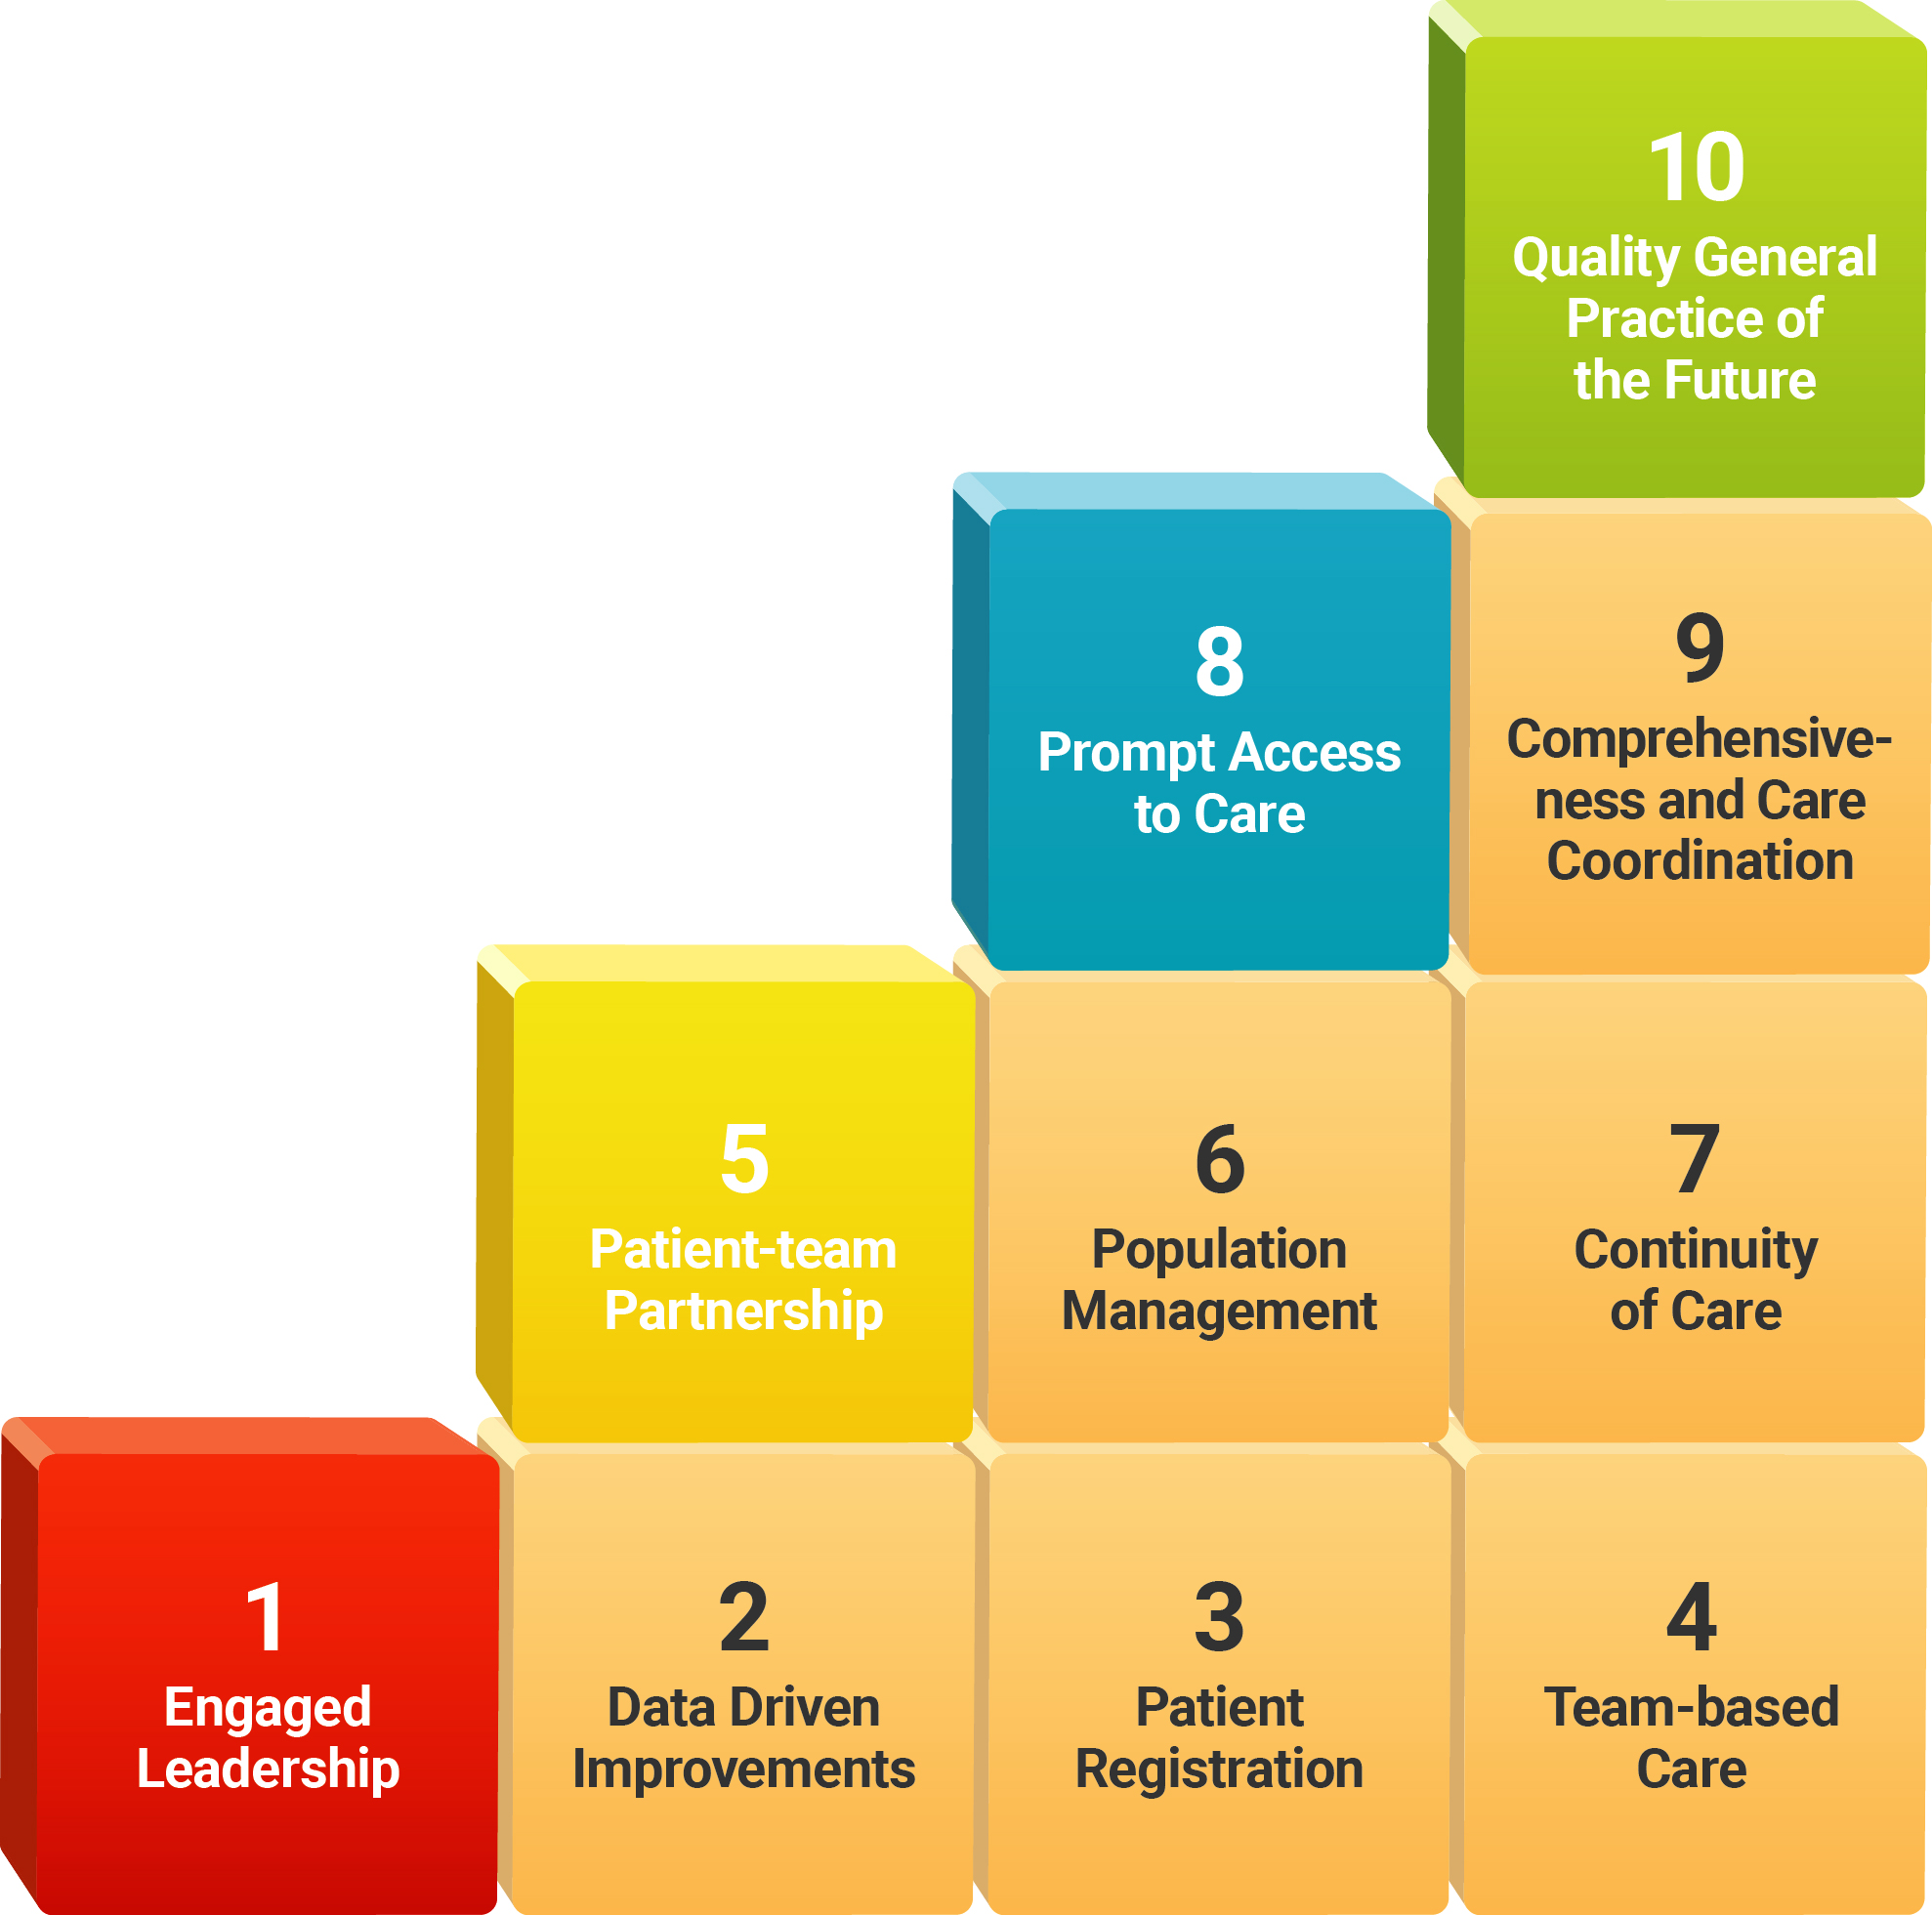 10
Quality General
Practice of
the Future
8
Prompt Access
to Care
9
Comprehensive-
ness and Care
Coordination
5
Patient-team
Partnership
6
Population
Management
7
Continuity
of Care
1
Engaged
Leadership
2
Data Driven
Improvements
3
Patient
Registration
4
Team-based
Care